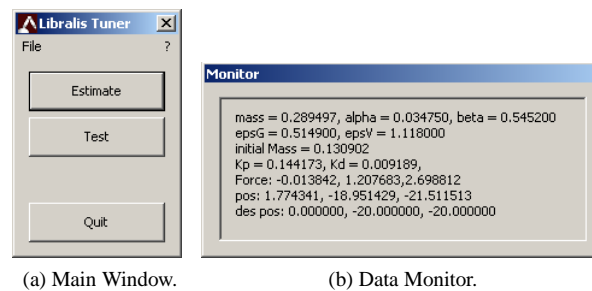 Libralis Tuner
File ?
Estimate
Test
Quit
(a) Main Window.
Monitor
mass = 0.289497, alpha = 0.034750, beta = 0.545200
epsG = 0.514900, epsV = 1.118000
initial Mass = 0.130902
Kp = 0.144173, Kd = 0.009189,
Force: -0.013842, 1.207683,2.698812
pos: 1.774341, -18.951429, -21.511513
des pos: 0.000000, -20.000000, -20.000000
(b) Data Monitor.